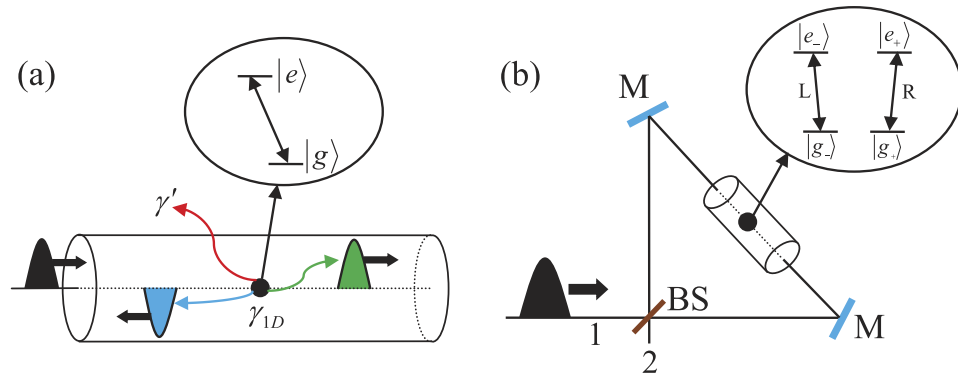 (a)
|e⟩
|g⟩
γ'
γ1D
(b)
M
|e−⟩ |e+⟩
L R
|g−⟩ |g+⟩
BS
M
1
2